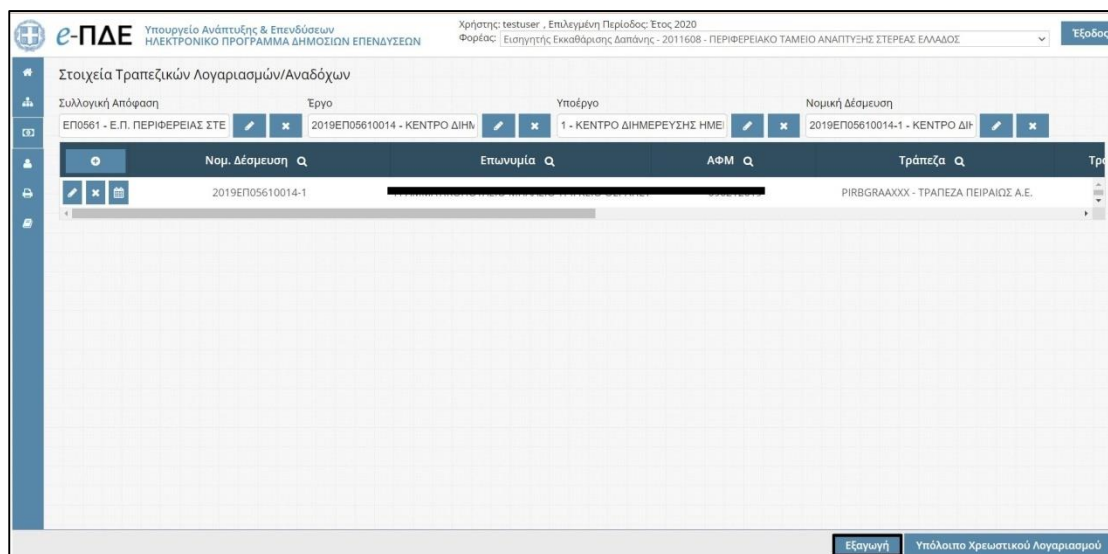 e-ΠΔΕ
Υπουργείο Ανάπτυξης & Επενδύσεων
ΗΛΕΚΤΡΟΝΙΚΟ ΠΡΟΓΡΑΜΜΑ ΔΗΜΟΣΙΩΝ ΕΠΕΝΔΥΣΕΩΝ
Χρήστης: testuser , Επιλεγμένη Περίοδος: Έτος 2020
Φορέας: Εισηγητής Εκκαθάρισης Δαπάνης - 2011608 - ΠΕΡΙΦΕΡΕΙΑΚΟ ΤΑΜΕΙΟ ΑΝΑΠΤΥΞΗΣ ΣΤΕΡΕΑΣ ΕΛΛΑΔΟΣ
Έξοδος
Στοιχεία Τραπεζικών Λογαριασμών/Αναδόχων
Συλλογική Απόφαση Έργο Υποέργο Νομική Δέσμευση
ΕΠ0561 - Ε.Π. ΠΕΡΙΦΕΡΕΙΑΣ ΣΤΕ 2019ΕΠ05610014 - ΚΕΝΤΡΟ ΔΙΗΜ 1 - ΚΕΝΤΡΟ ΔΙΗΜΕΡΕΥΣΗΣ ΗΜΕΙ 2019ΕΠ05610014-1 - ΚΕΝΤΡΟ ΔΙΗ
Νομ. Δέσμευση Επωνυμία ΑΦΜ Τράπεζα Τρα
2019ΕΠ05610014-1 PIRBGRAAXXX - ΤΡΑΠΕΖΑ ΠΕΙΡΑΙΩΣ Α.Ε.
Εξαγωγή Υπόλοιπο Χρεωστικού Λογαριασμού